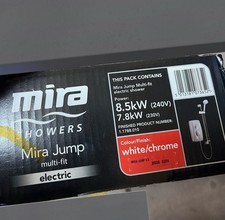 mira
SHOWERS
Mira Jump
multi-fit
electric
THIS PACK CONTAINS
Mira Jump Multi-fit
electric shower
Power:
8.5kW (240V)
7.8kW (230V)
FINISHED PRODUCT NUMBER:
1.1788.010
Colour/Finish:
white/chrome